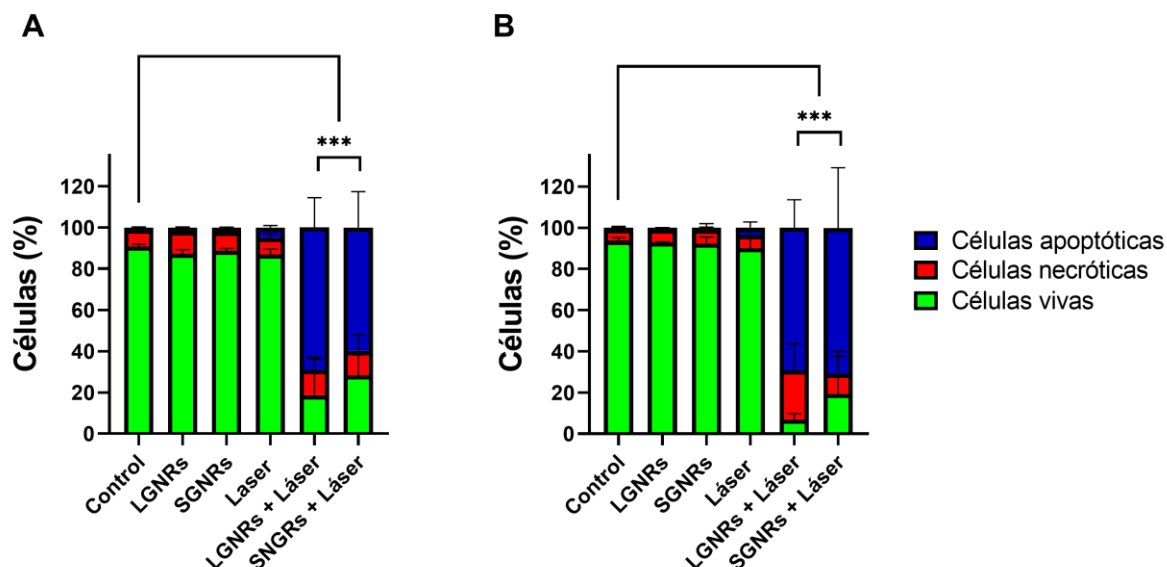 A
***
Células (%)
120
100
80
60
40
20
0
Control
LGNRs
SGNRs
Laser
LGNRs + Láser
SNGRs + Láser
B
***
Células (%)
120
100
80
60
40
20
0
Control
LGNRs
SGNRs
Láser
LGNRs + Láser
SGNRs + Láser
Células apoptóticas
Células necróticas
Células vivas